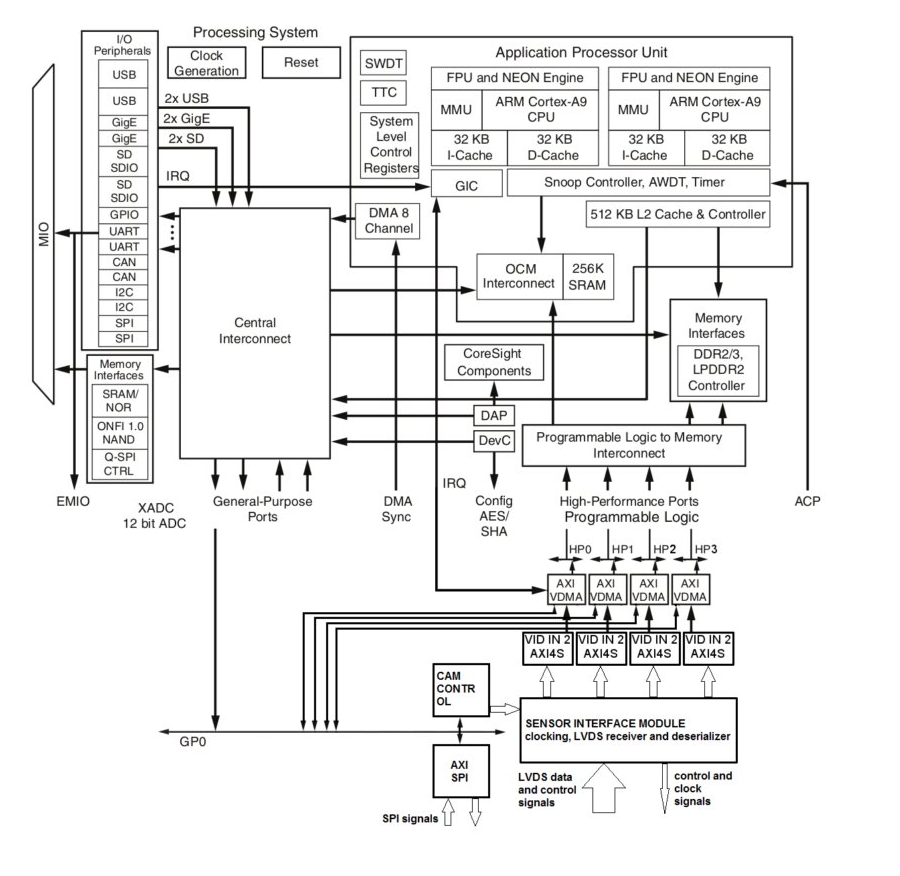 Processing System
I/O
Peripherals
USB
USB
GigE
GigE
SD
SDIO
SD
SDIO
GPIO
UART
UART
CAN
CAN
I2C
I2C
SPI
SPI
MIO
Clock
Generation
Reset
2x USB
2x GigE
2x SD
IRQ
SWDT
TTC
System
Level
Control
Registers
Application Processor Unit
FPU and NEON Engine
MMU
ARM Cortex-A9
CPU
32 KB
I-Cache
32 KB
D-Cache
FPU and NEON Engine
MMU
ARM Cortex-A9
CPU
32 KB
I-Cache
32 KB
D-Cache
GIC
Snoop Controller, AWDT, Timer
512 KB L2 Cache & Controller
DMA 8
Channel
OCM
Interconnect
256K
SRAM
Central
Interconnect
Memory
Interfaces
DDR2/3,
LPDDR2
Controller
Memory
Interfaces
SRAM/
NOR
ONFI 1.0
NAND
Q-SPI
CTRL
CoreSight
Components
DAP
DevC
Programmable Logic to Memory
Interconnect
EMIO
XADC
12 bit ADC
General-Purpose
Ports
DMA
Sync
IRQ
Config
AES/
SHA
High-Performance Ports
Programmable Logic
ACP
HP0
HP1
HP2
HP3
AXI
VDMA
AXI
VDMA
AXI
VDMA
AXI
VDMA
VID IN 2
AXI4S
VID IN 2
AXI4S
VID IN 2
AXI4S
VID IN 2
AXI4S
CAM
CONTR
OL
SENSOR INTERFACE MODULE
clocking, LVDS receiver and deserializer
GP0
AXI
SPI
SPI signals
LVDS data
and control
signals
control and
clock
signals